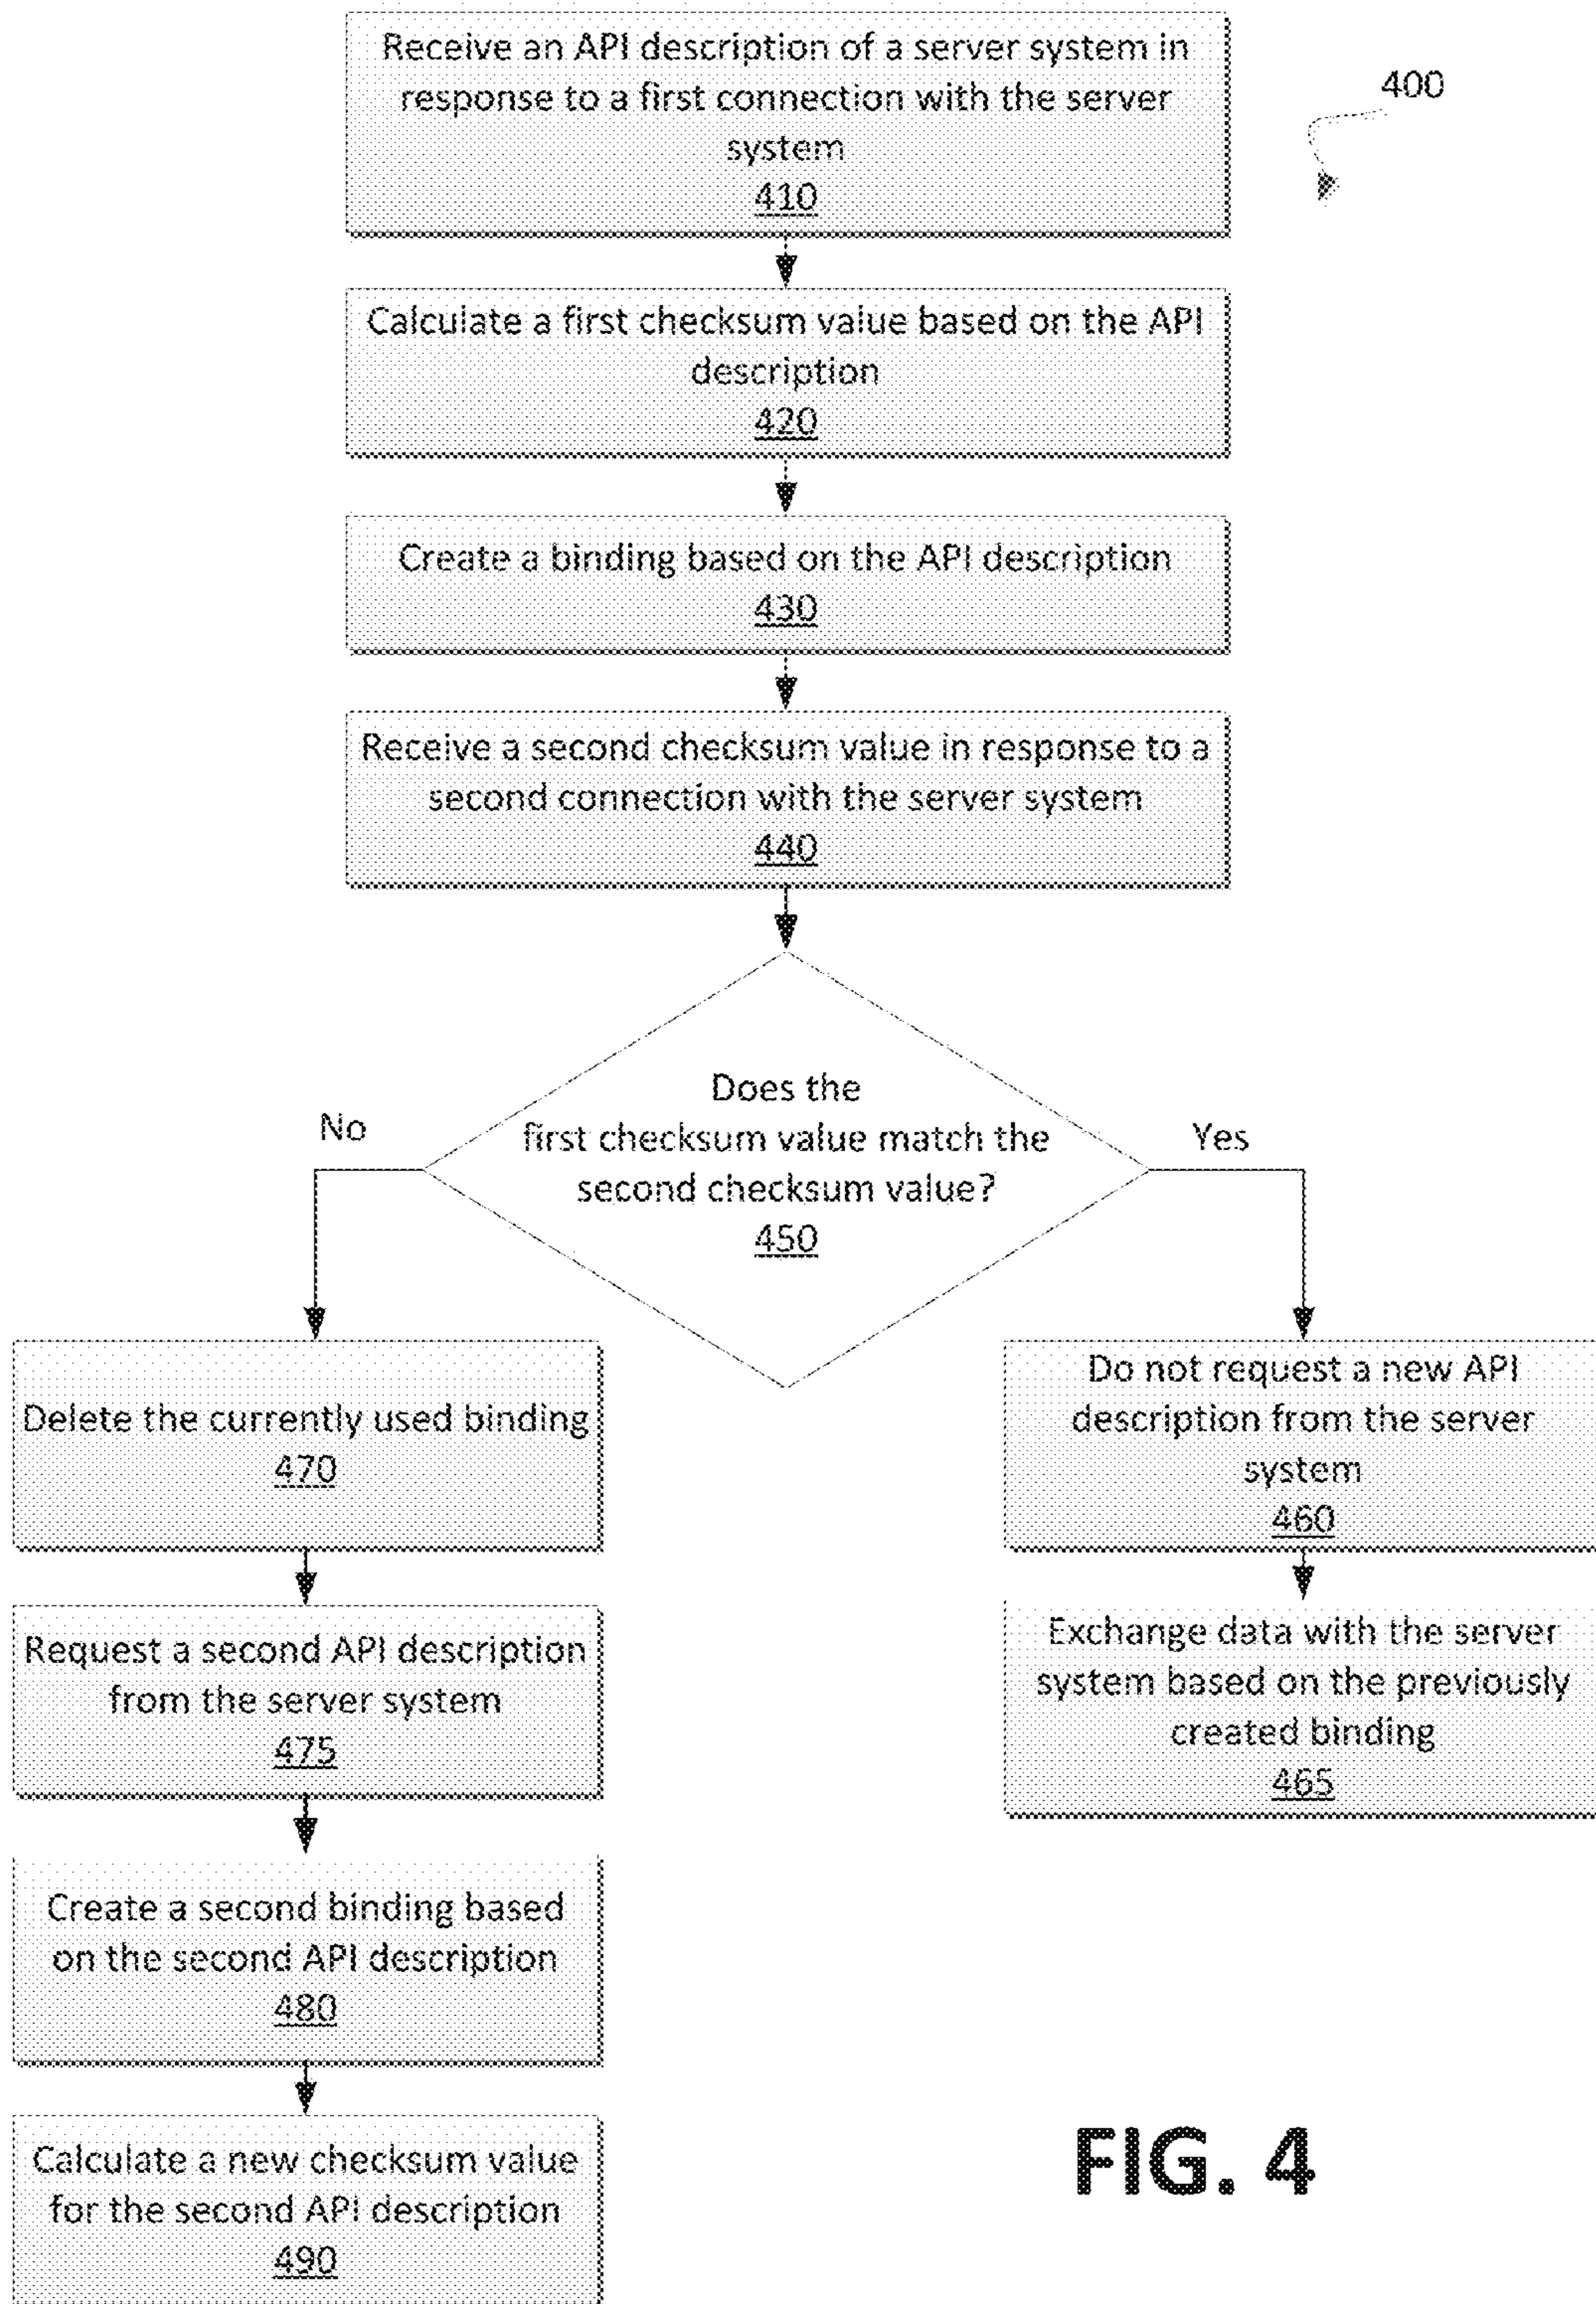 Receive an API description of a server system in
response to a first connection with the server
system
410
400
Calculate a first checksum value based on the API
description
420
Create a binding based on the API description
430
Receive a second checksum value in response to a
second connection with the server system
440
Does the
first checksum value match the
second checksum value?
450
No
Yes
Delete the currently used binding
470
Request a second API description
from the server system
475
Create a second binding based
on the second API description
480
Calculate a new checksum value
for the second API description
490
Do not request a new API
description from the server
system
460
Exchange data with the server
system based on the previously
created binding
465
FIG. 4